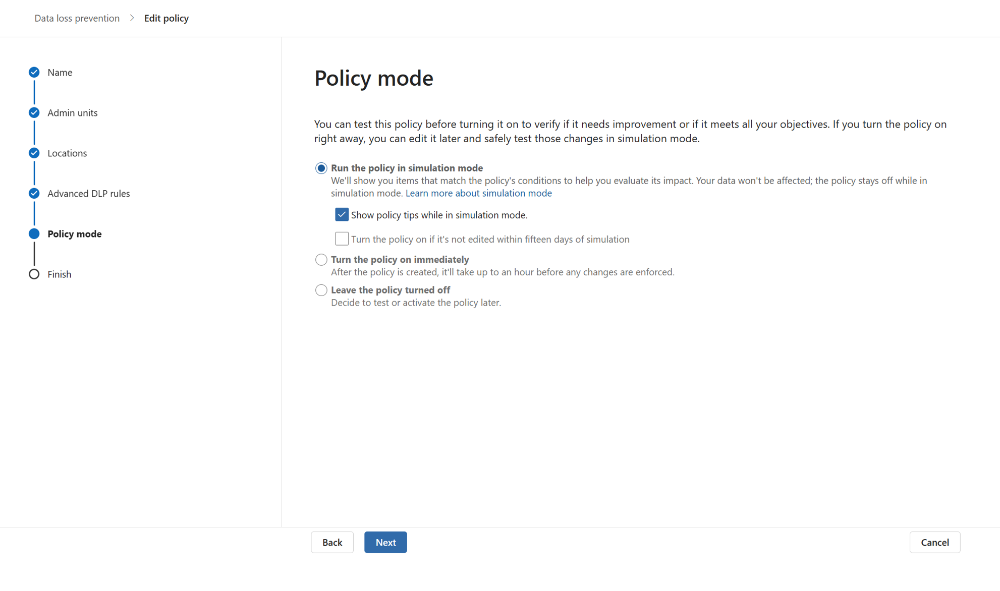 Data loss prevention > Edit policy
Name
Admin units
Locations
Advanced DLP rules
Policy mode
Finish
Policy mode
You can test this policy before turning it on to verify if it needs improvement or if it meets all your objectives. If you turn the policy on
right away, you can edit it later and safely test those changes in simulation mode.
Run the policy in simulation mode
We'll show you items that match the policy's conditions to help you evaluate its impact. Your data won't be affected; the policy stays off while in
simulation mode. Learn more about simulation mode
Show policy tips while in simulation mode.
Turn the policy on if it's not edited within fifteen days of simulation
Turn the policy on immediately
After the policy is created, it'll take up to an hour before any changes are enforced.
Leave the policy turned off
Decide to test or activate the policy later.
Back Next Cancel